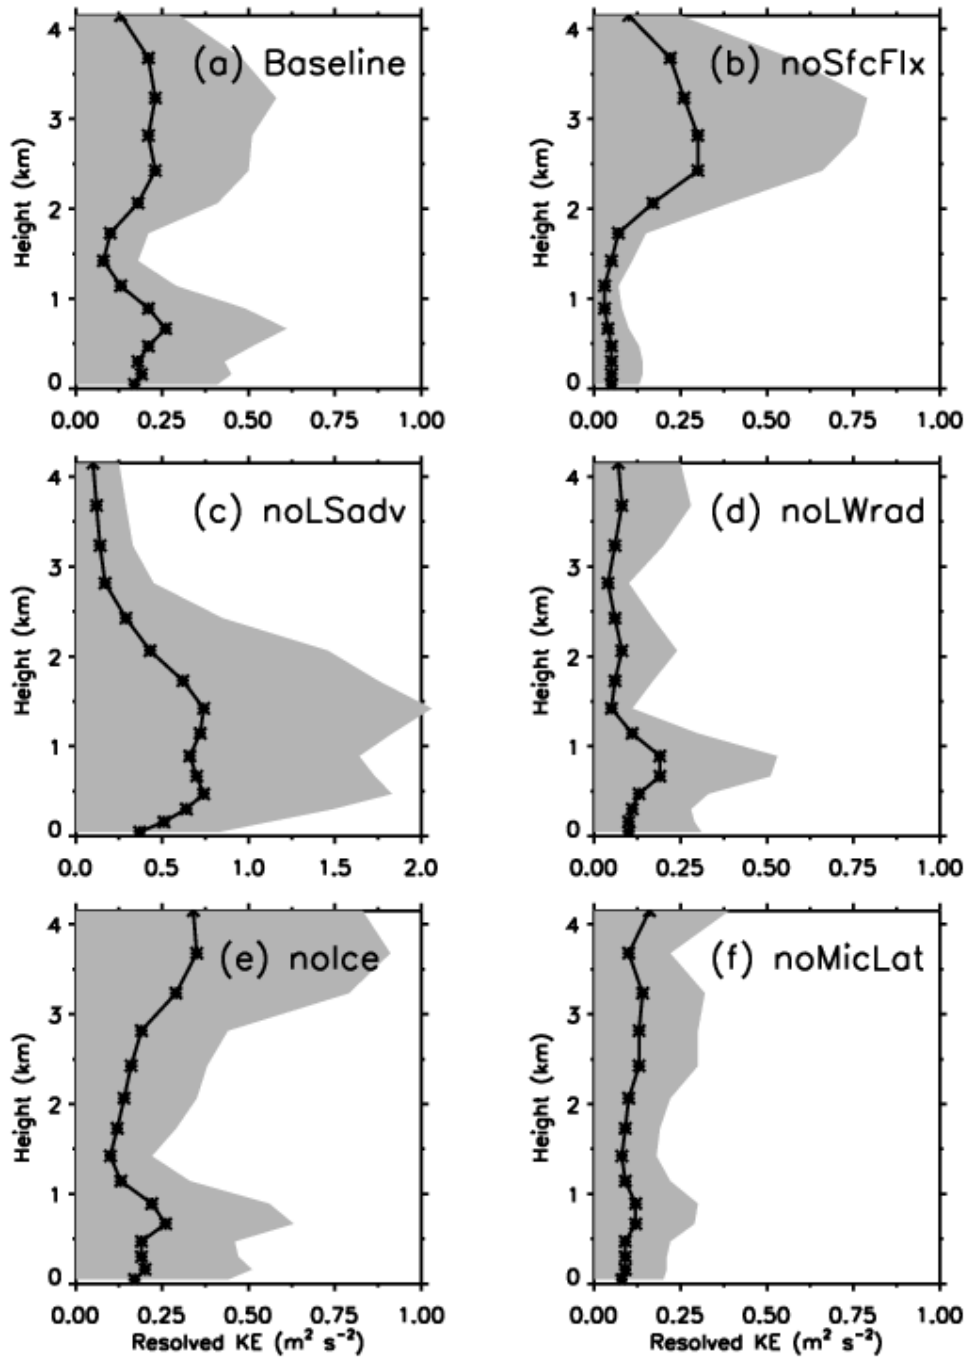 (a) Baseline
(b) noSfcFlx
4
3
2
1
0
Height (km)
0.00 0.25 0.50 0.75 1.00
4
3
2
1
0
Height (km)
0.00 0.25 0.50 0.75 1.00
(c) noLSadv
(d) noLWrad
4
3
2
1
0
Height (km)
0.0 0.5 1.0 1.5 2.0
4
3
2
1
0
Height (km)
0.00 0.25 0.50 0.75 1.00
(e) noIce
(f) noMicLat
4
3
2
1
0
Height (km)
0.00 0.25 0.50 0.75 1.00
Resolved KE (m² s⁻²)
4
3
2
1
0
Height (km)
0.00 0.25 0.50 0.75 1.00
Resolved KE (m² s⁻²)